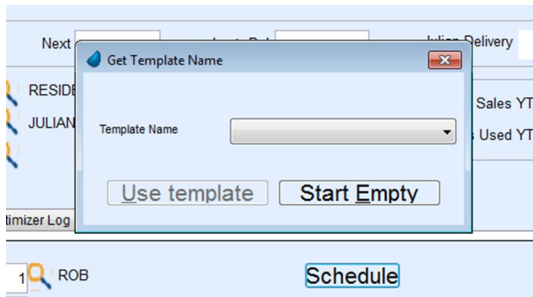 Get Template Name
Next
Delivery
RESIDE
Sales YT
JULIAN
Template Name
Used YT
Use template
Start Empty
timizer Log
1
ROB
Schedule